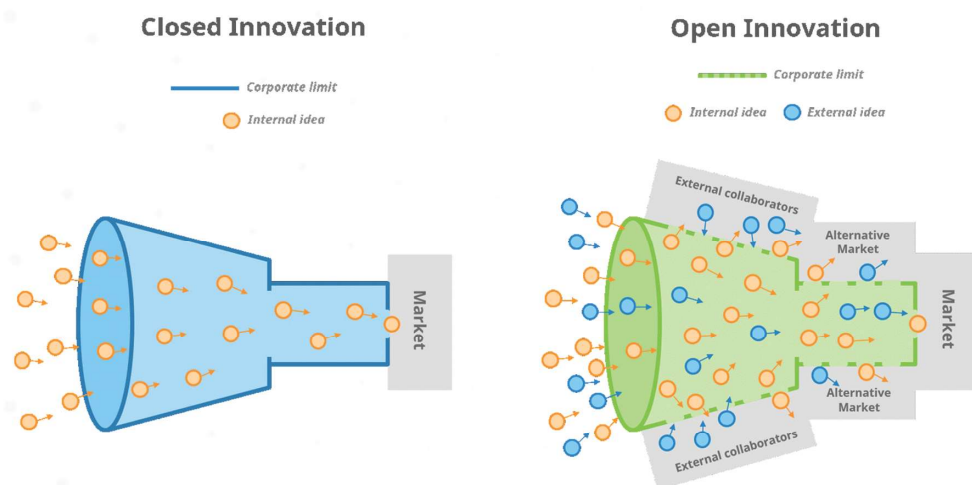 Closed Innovation
Corporate limit
Internal idea
Market
Open Innovation
Corporate limit
Internal idea
External idea
External collaborators
Alternative
Market
Market
Alternative
Market
External collaborators